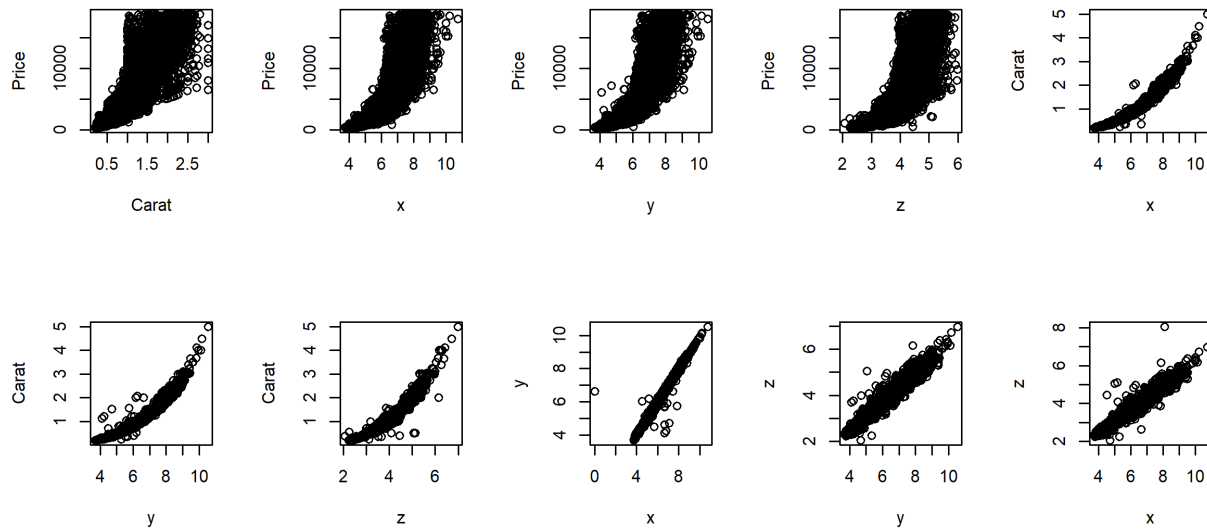 Price
0 10000
0.5 1.5 2.5
Carat
Price
0 10000
4 6 8 10
x
Price
0 10000
4 6 8 10
y
Price
0 10000
2 3 4 5 6
z
Carat
1 2 3 4 5
4 6 8 10
x
Carat
1 2 3 4 5
4 6 8 10
y
Carat
1 2 3 4 5
2 4 6
z
y
4 6 8 10
0 4 8
x
z
2 4 6
4 6 8 10
y
z
2 4 6 8
4 6 8 10
x